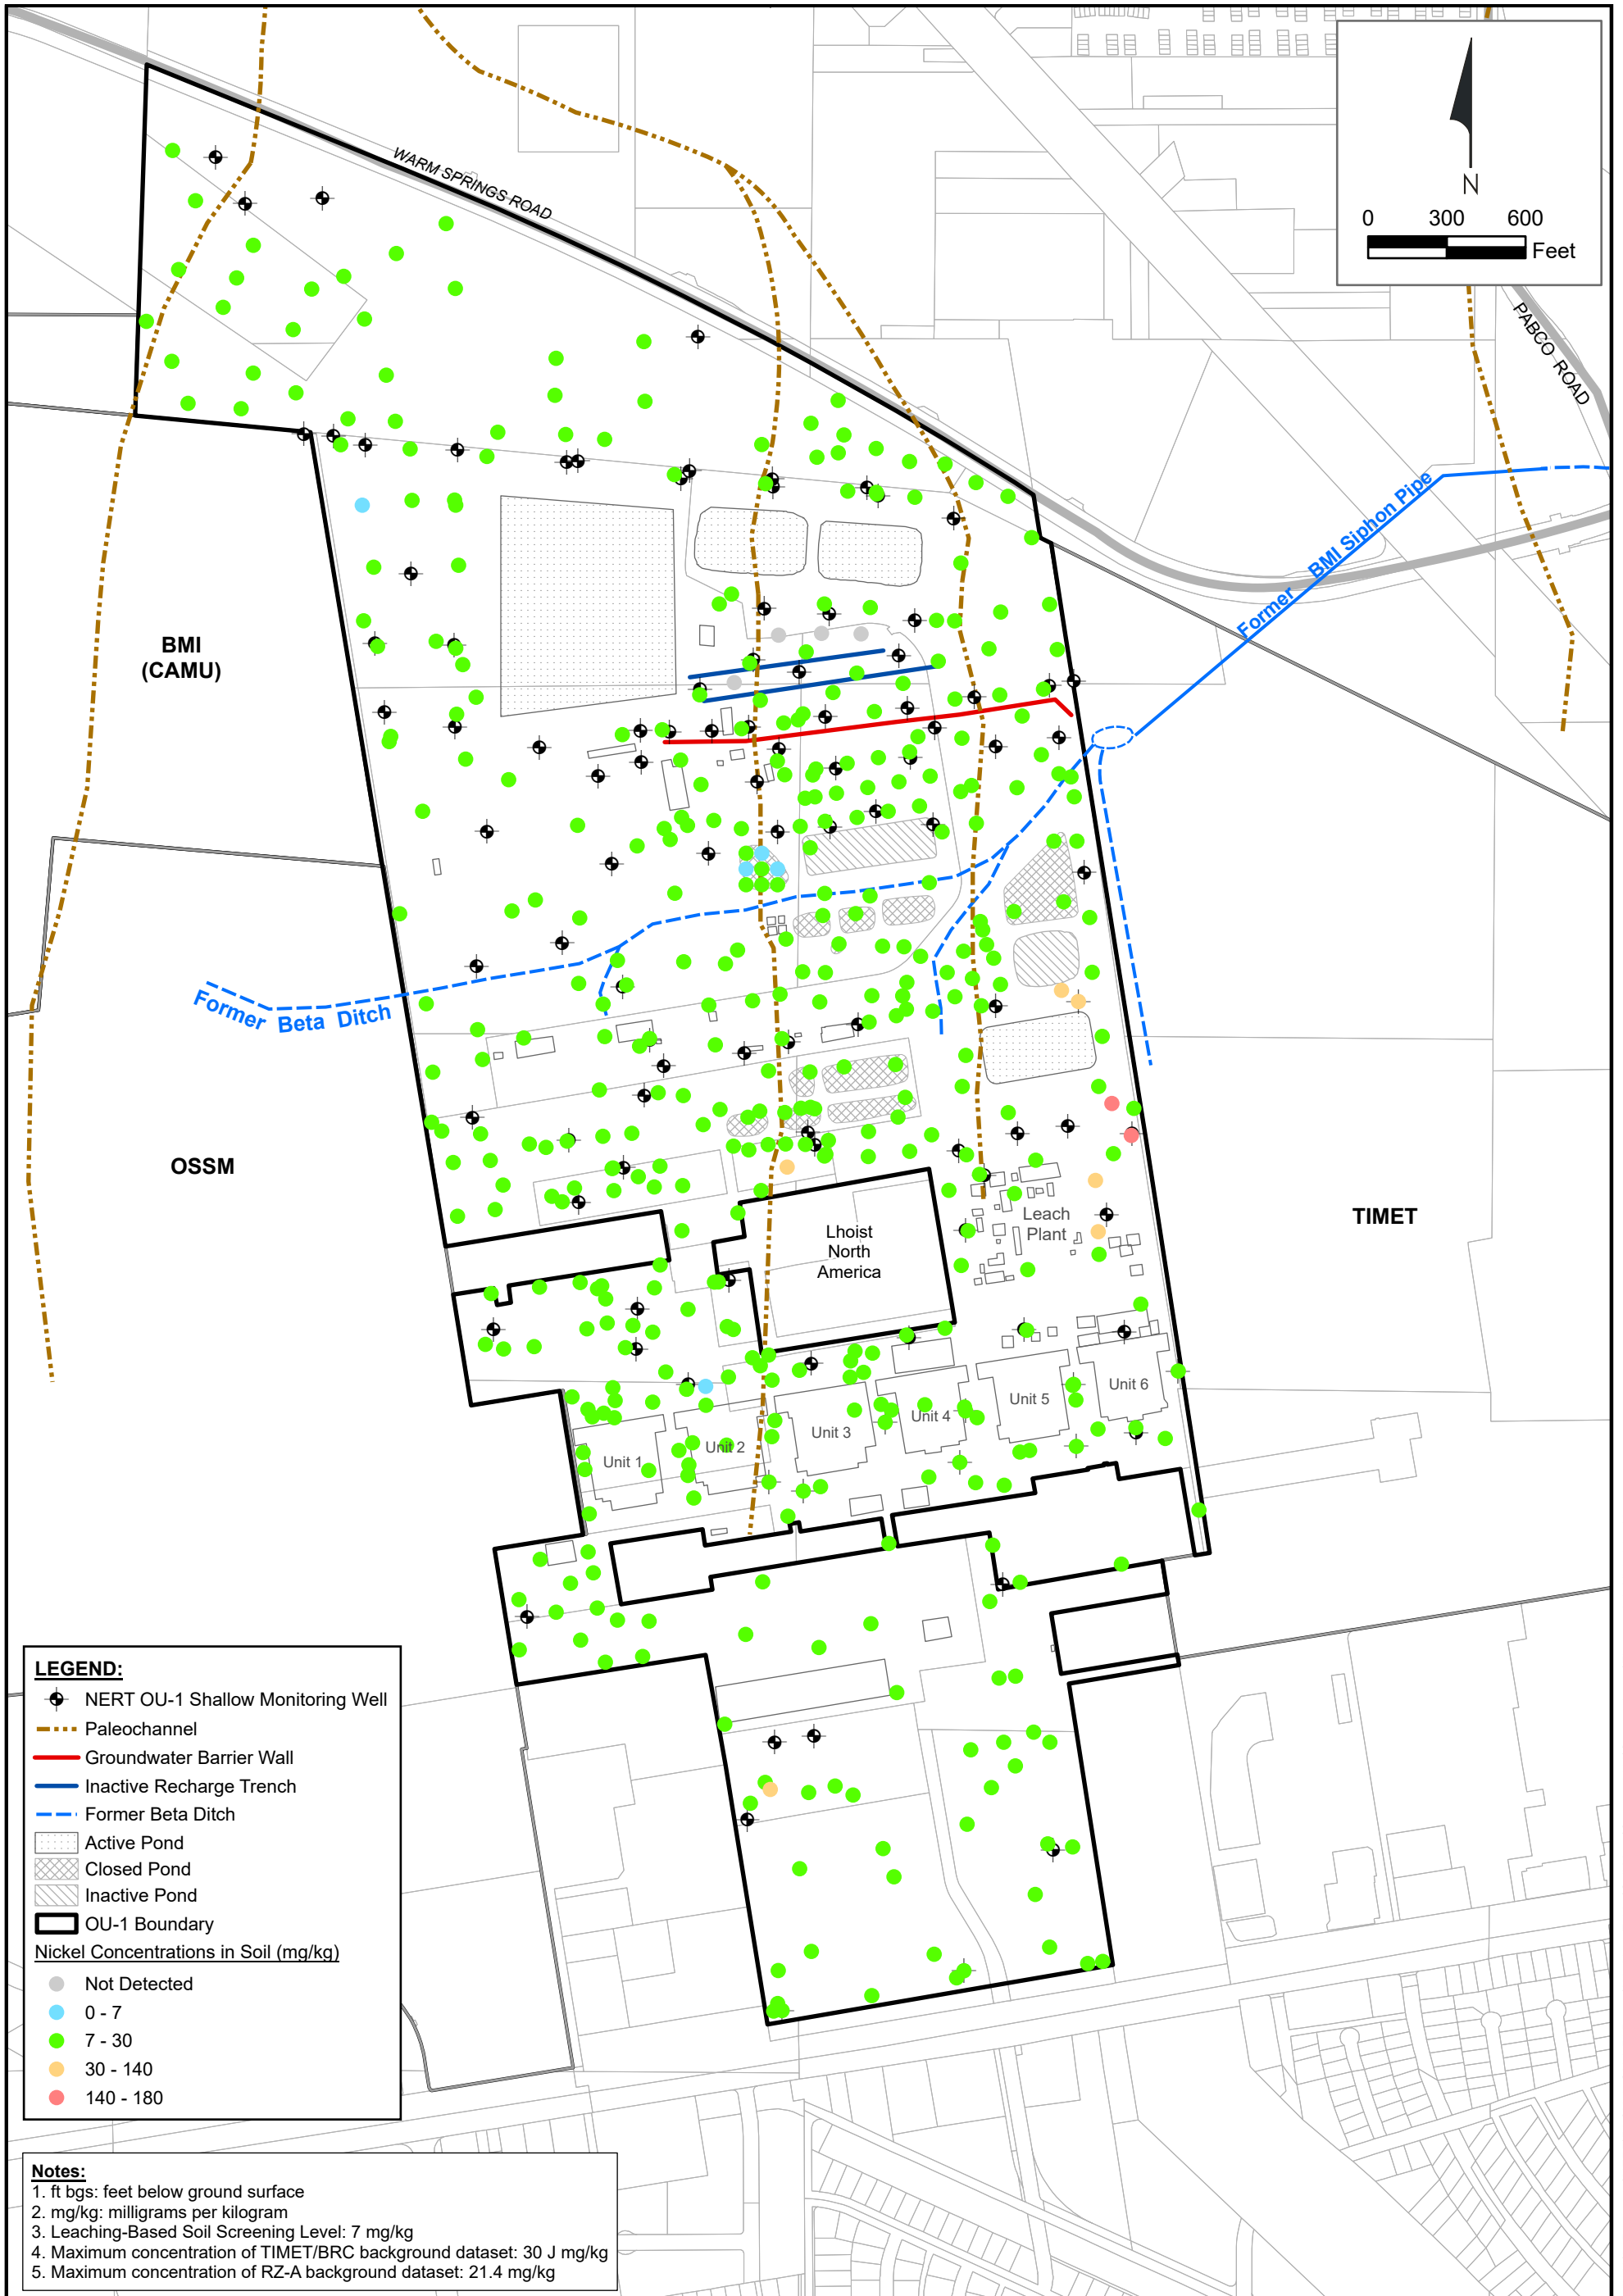 N
0 300 600
Feet
WARM SPRINGS ROAD
PABCO ROAD
Former BMI Siphon Pipe
BMI
(CAMU)
Former Beta Ditch
OSSM
TIMET
Leach
Plant
Lhoist
North
America
Unit 1
Unit 2
Unit 3
Unit 4
Unit 5
Unit 6
LEGEND:
NERT OU-1 Shallow Monitoring Well
Paleochannel
Groundwater Barrier Wall
Inactive Recharge Trench
Former Beta Ditch
Active Pond
Closed Pond
Inactive Pond
OU-1 Boundary
Nickel Concentrations in Soil (mg/kg)
Not Detected
0 - 7
7 - 30
30 - 140
140 - 180
Notes:
1. ft bgs: feet below ground surface
2. mg/kg: milligrams per kilogram
3. Leaching-Based Soil Screening Level: 7 mg/kg
4. Maximum concentration of TIMET/BRC background dataset: 30 J mg/kg
5. Maximum concentration of RZ-A background dataset: 21.4 mg/kg